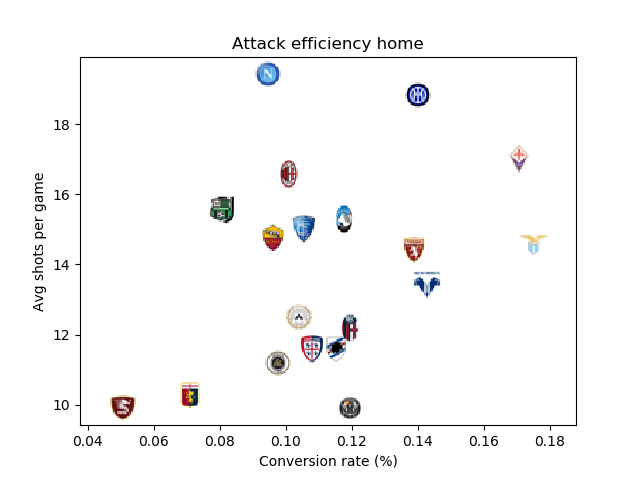 Attack efficiency home
Avg shots per game
18
16
14
12
10
0.04 0.06 0.08 0.10 0.12 0.14 0.16 0.18
Conversion rate (%)
N